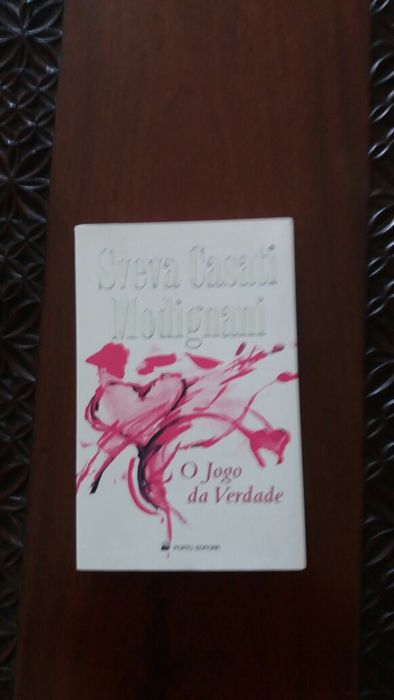 Sveva Casati
Modignani
O Jogo
da Verdade
PORTO EDITORA